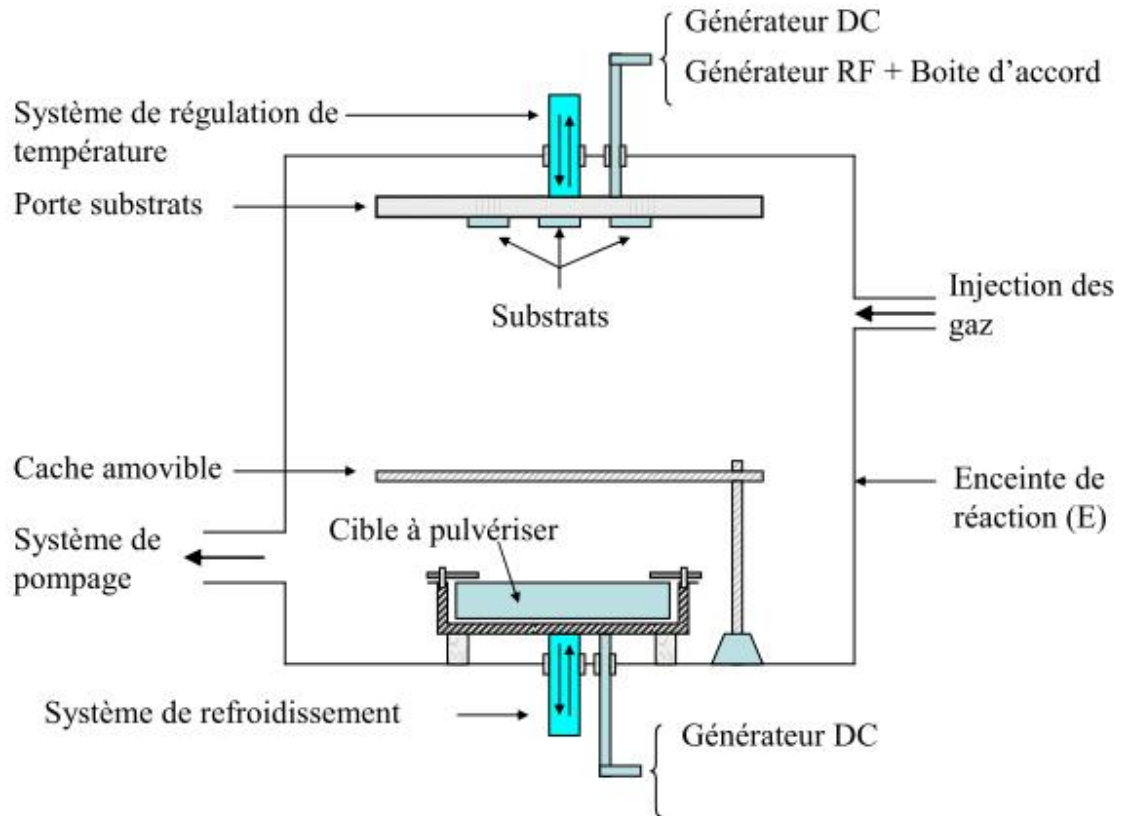 Générateur DC
Générateur RF + Boite d'accord
Système de régulation de
température
Porte substrats
Substrats
Injection des
gaz
Cache amovible
Enceinte de
réaction (E)
Cible à pulvériser
Système de
pompage
Système de refroidissement
Générateur DC